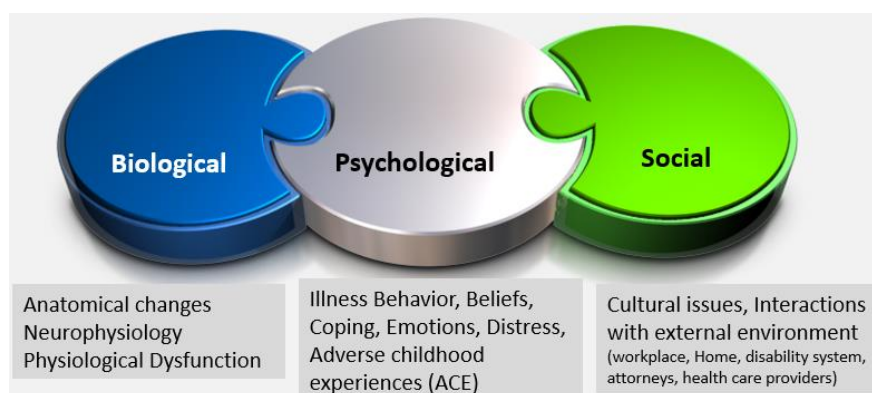 Biological
Psychological
Social
Anatomical changes
Neurophysiology
Physiological Dysfunction
Illness Behavior, Beliefs,
Coping, Emotions, Distress,
Adverse childhood
experiences (ACE)
Cultural issues, Interactions
with external environment
(workplace, Home, disability system,
attorneys, health care providers)